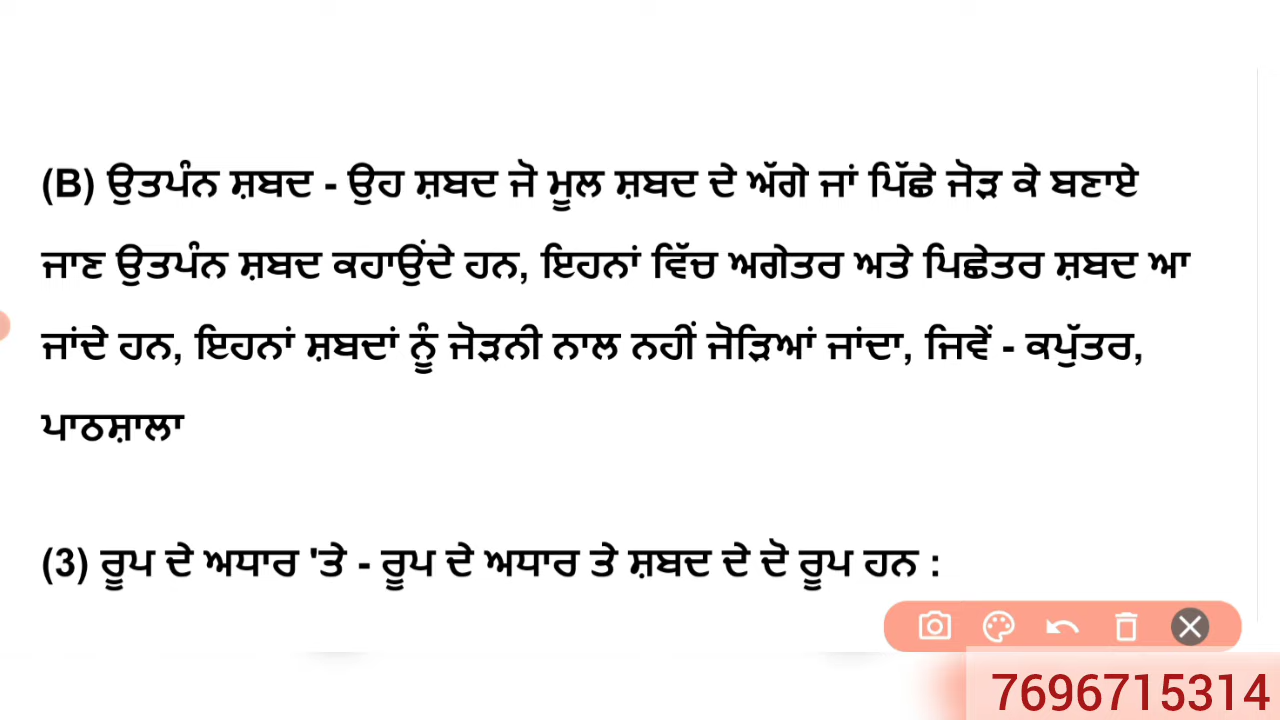 (B) ਉਤਪੰਨ ਸ਼ਬਦ - ਉਹ ਸ਼ਬਦ ਜੋ ਮੂਲ ਸ਼ਬਦ ਦੇ ਅੱਗੇ ਜਾਂ ਪਿੱਛੇ ਜੋੜ ਕੇ ਬਣਾਏ
ਜਾਣ ਉਤਪੰਨ ਸ਼ਬਦ ਕਹਾਉਂਦੇ ਹਨ, ਇਹਨਾਂ ਵਿੱਚ ਅਗੇਤਰ ਅਤੇ ਪਿਛੇਤਰ ਸ਼ਬਦ ਆ
ਜਾਂਦੇ ਹਨ, ਇਹਨਾਂ ਸ਼ਬਦਾਂ ਨੂੰ ਜੋੜਨੀ ਨਾਲ ਨਹੀਂ ਜੋੜਿਆਂ ਜਾਂਦਾ, ਜਿਵੇਂ - ਕਪੁੱਤਰ,
ਪਾਠਸ਼ਾਲਾ
(3) ਰੂਪ ਦੇ ਅਧਾਰ 'ਤੇ - ਰੂਪ ਦੇ ਅਧਾਰ ਤੇ ਸ਼ਬਦ ਦੇ ਦੋ ਰੂਪ ਹਨ :
7696715314